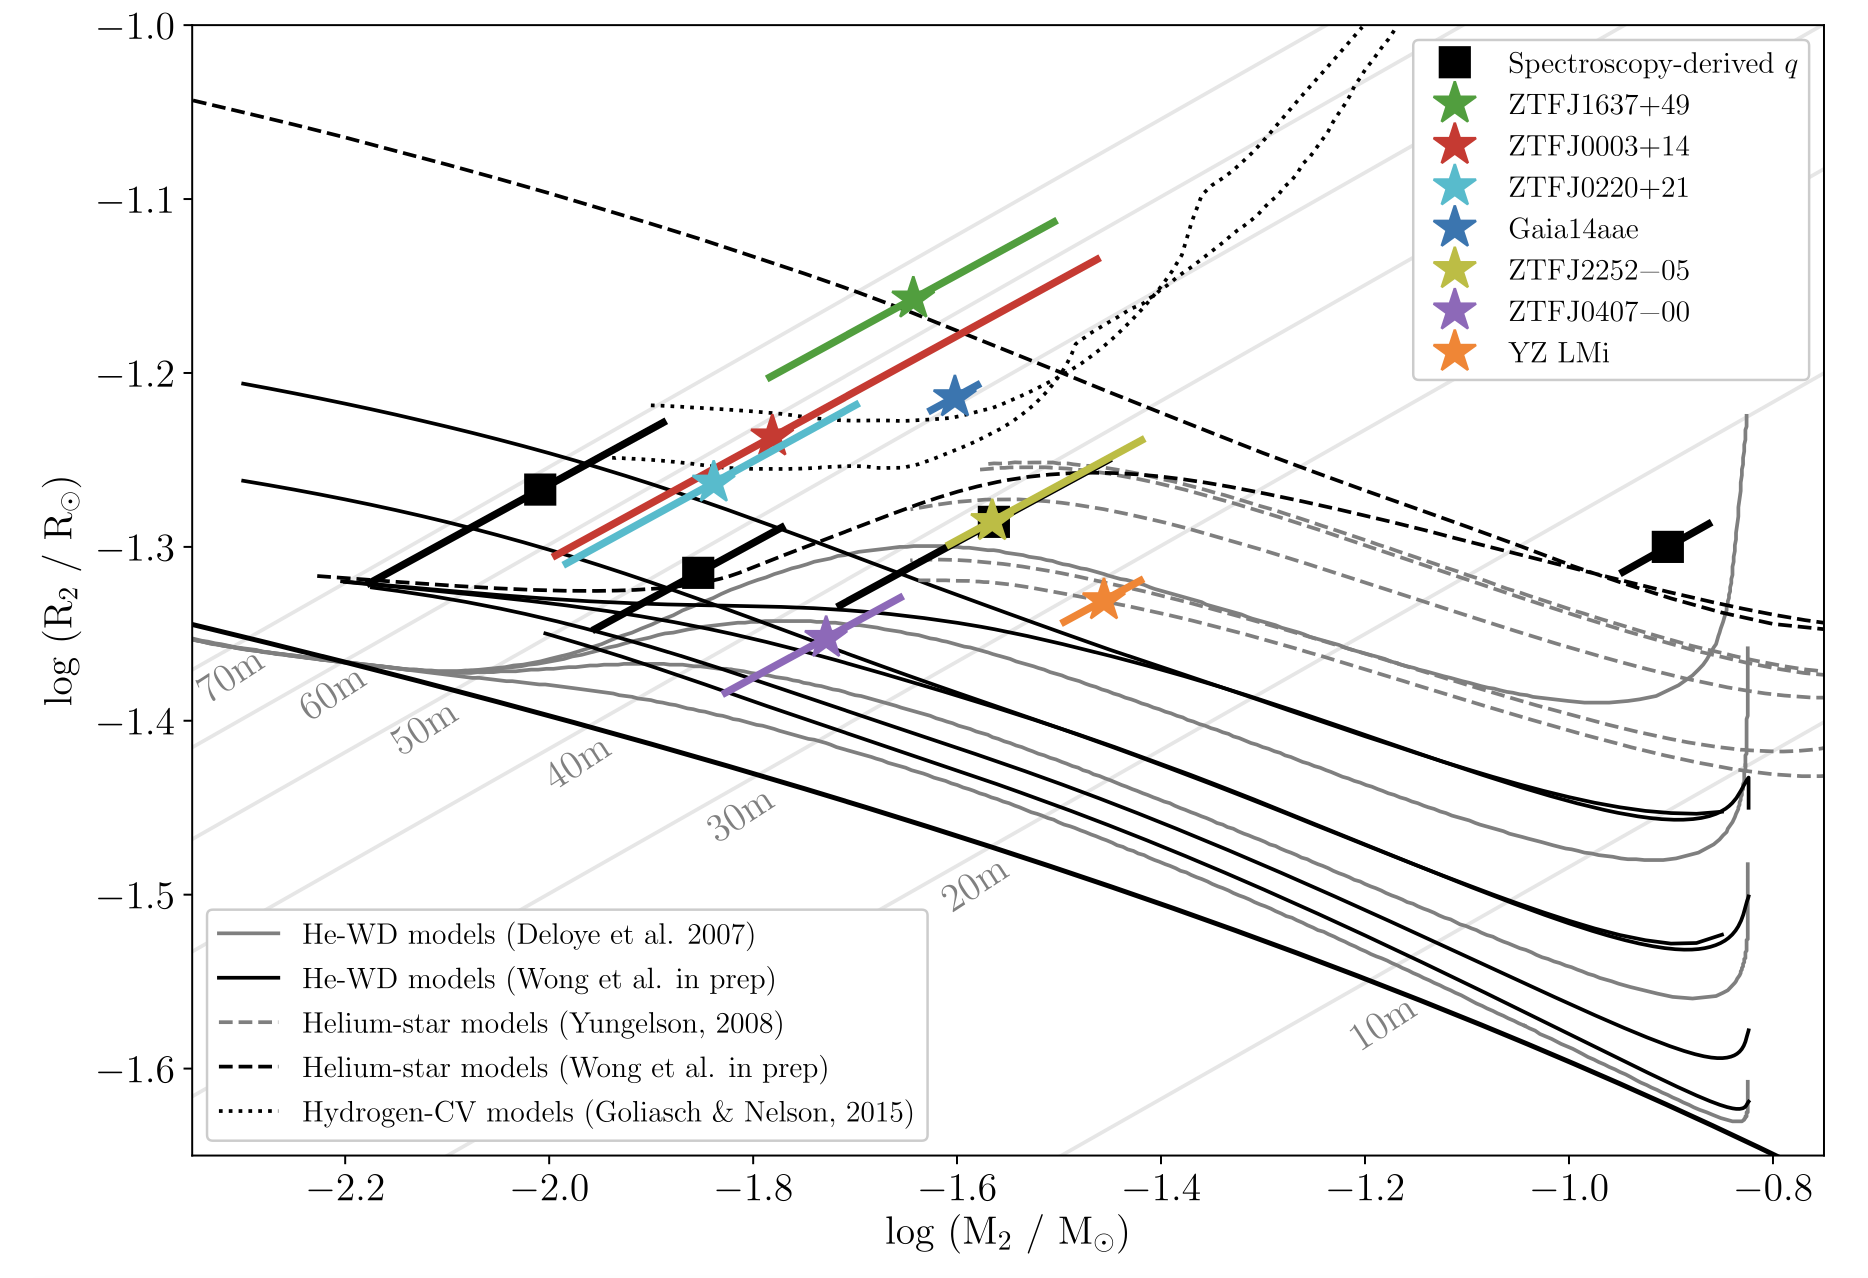 −1.0
−1.1
−1.2
−1.3
−1.4
−1.5
−1.6
log (R₂ / R⊙)
Spectroscopy-derived q
ZTFJ1637+49
ZTFJ0003+14
ZTFJ0220+21
Gaia14aae
ZTFJ2252−05
ZTFJ0407−00
YZ LMi
70m
60m
50m
40m
30m
20m
10m
He-WD models (Deloye et al. 2007)
He-WD models (Wong et al. in prep)
Helium-star models (Yungelson, 2008)
Helium-star models (Wong et al. in prep)
Hydrogen-CV models (Goliasch & Nelson, 2015)
−2.2 −2.0 −1.8 −1.6 −1.4 −1.2 −1.0 −0.8
log (M₂ / M⊙)